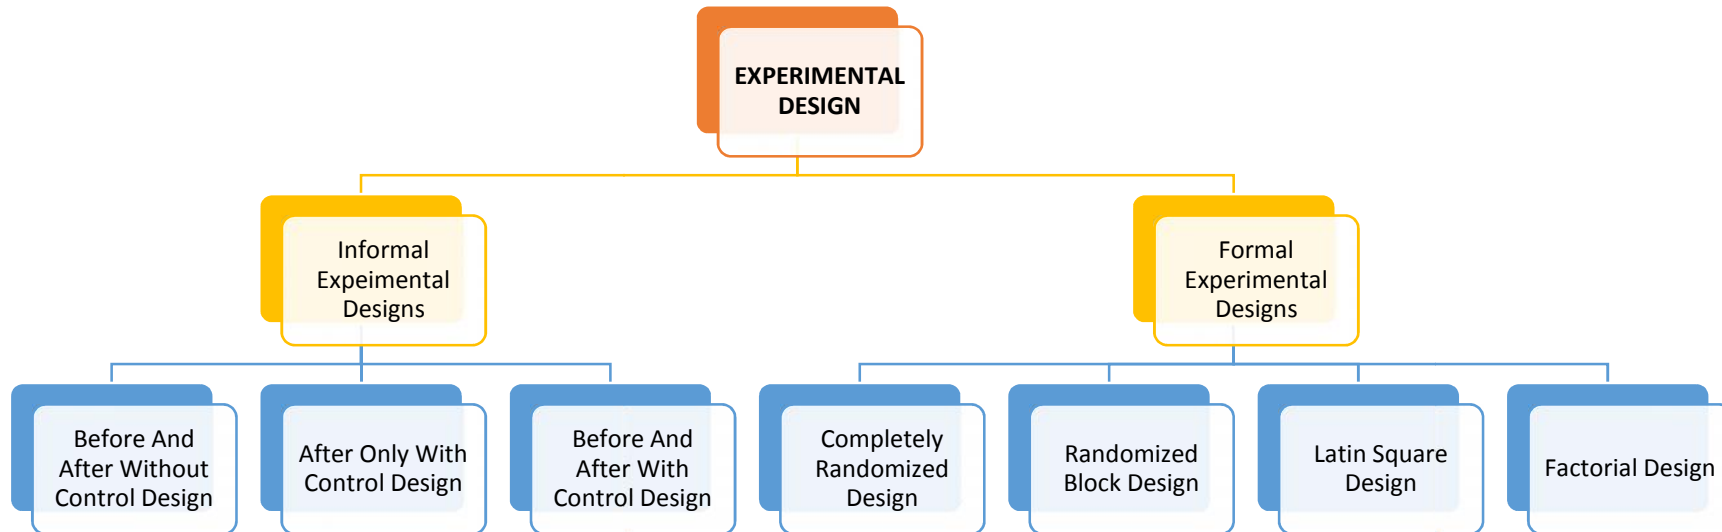 EXPERIMENTAL
DESIGN
Informal
Expeimental
Designs
Formal
Experimental
Designs
Before And
After Without
Control Design
After Only With
Control Design
Before And
After With
Control Design
Completely
Randomized
Design
Randomized
Block Design
Latin Square
Design
Factorial Design